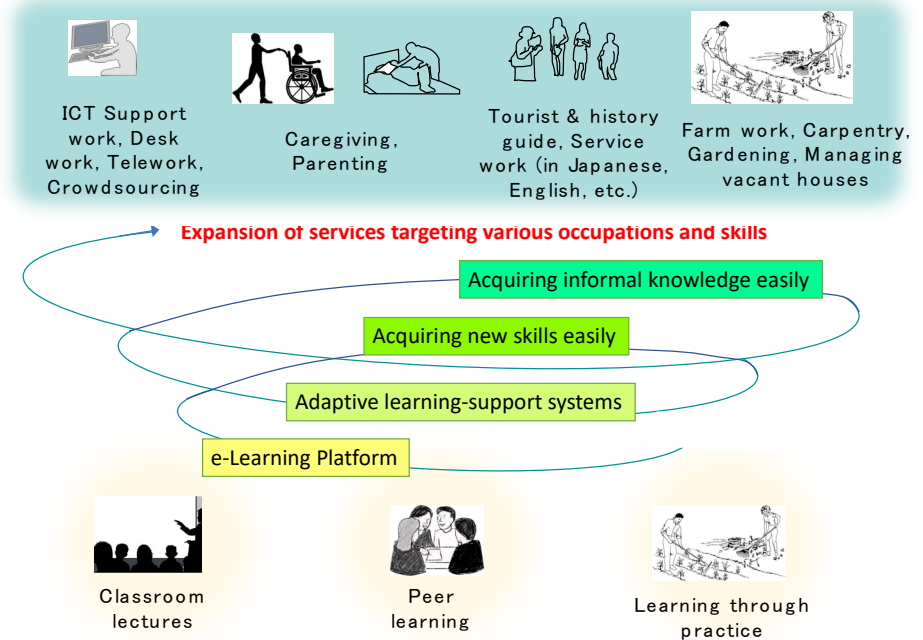 ICT Support
work, Desk
work, Telework,
Crowdsourcing
Caregiving,
Parenting
Tourist & history
guide, Service
work (in Japanese,
English, etc.)
Farm work, Carpentry,
Gardening, Managing
vacant houses
Expansion of services targeting various occupations and skills
Acquiring informal knowledge easily
Acquiring new skills easily
Adaptive learning-support systems
e-Learning Platform
Classroom
lectures
Peer
learning
Learning through
practice